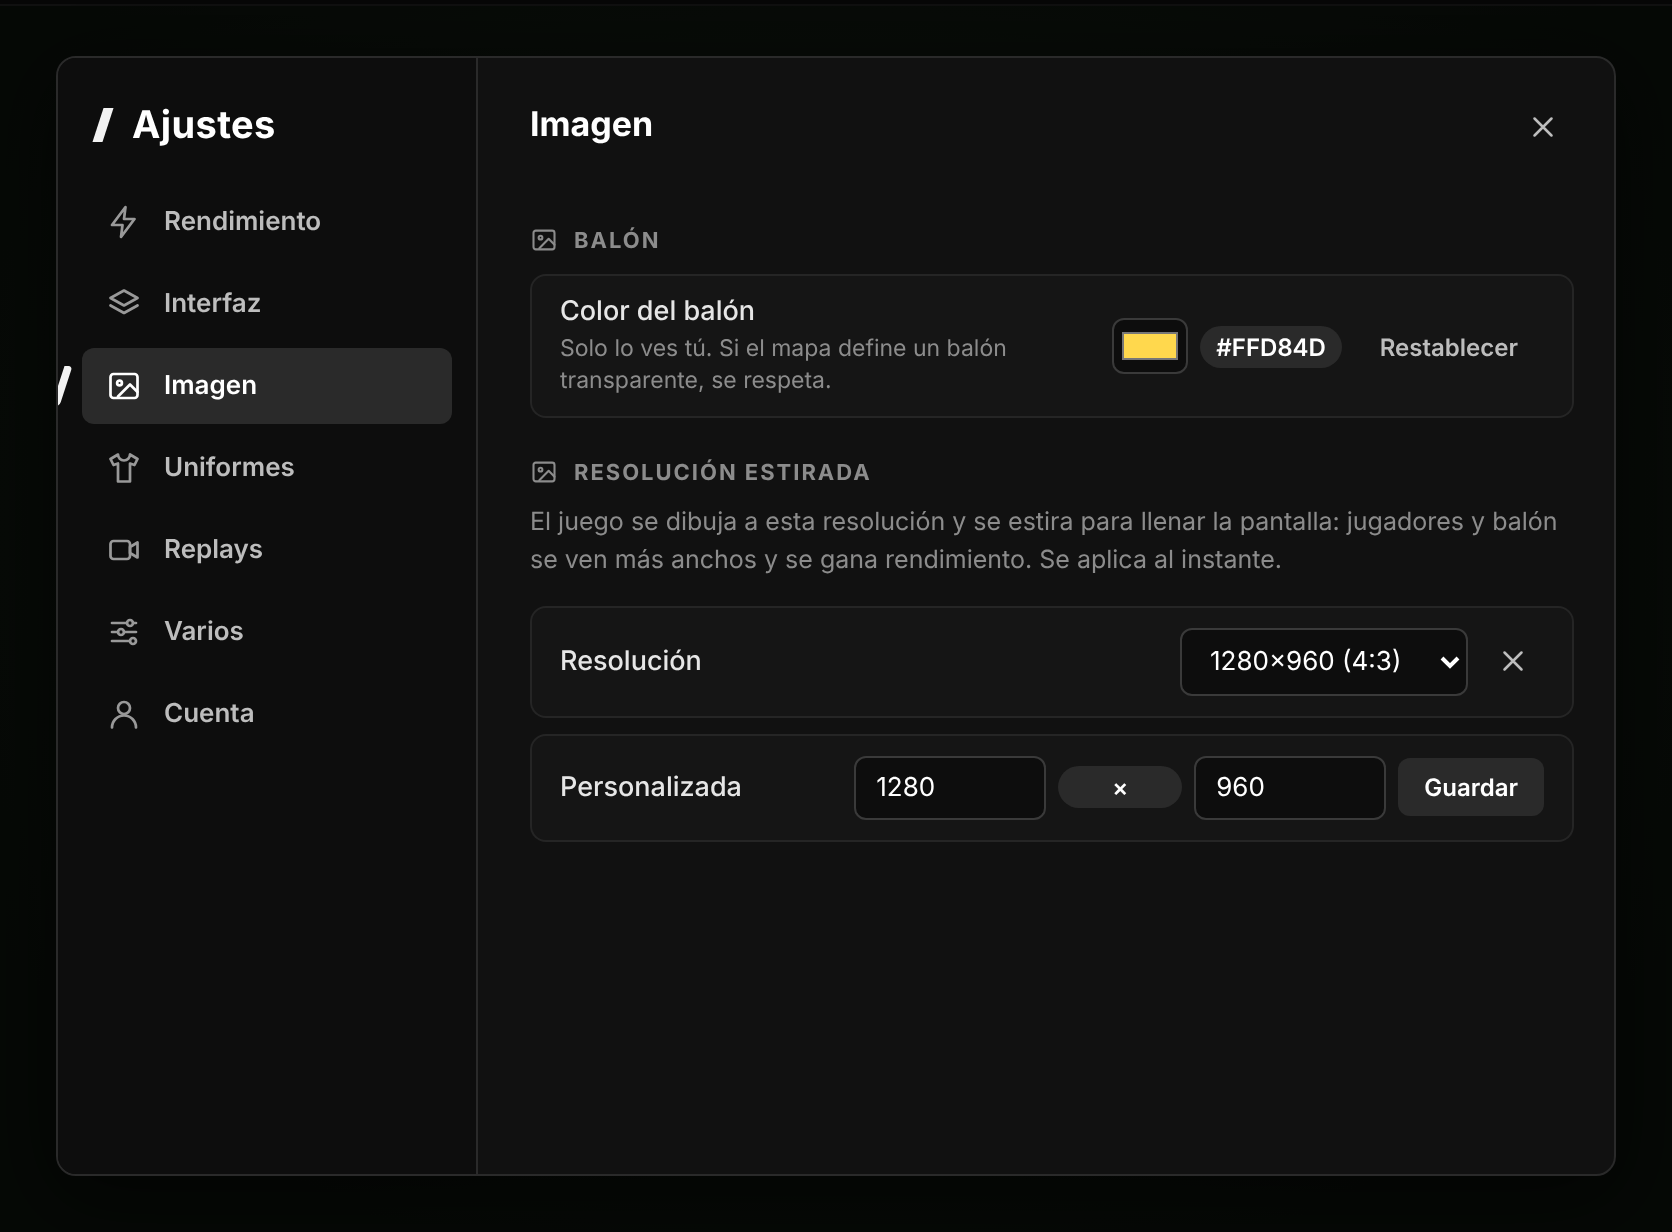 Ajustes
Rendimiento
Interfaz
Imagen
Uniformes
Replays
Varios
Cuenta
Imagen
BALÓN
Color del balón
Solo lo ves tú. Si el mapa define un balón
transparente, se respeta.
#FFD84D
Restablecer
RESOLUCIÓN ESTIRADA
El juego se dibuja a esta resolución y se estira para llenar la pantalla: jugadores y balón
se ven más anchos y se gana rendimiento. Se aplica al instante.
Resolución
1280×960 (4:3)
Personalizada
1280
×
960
Guardar